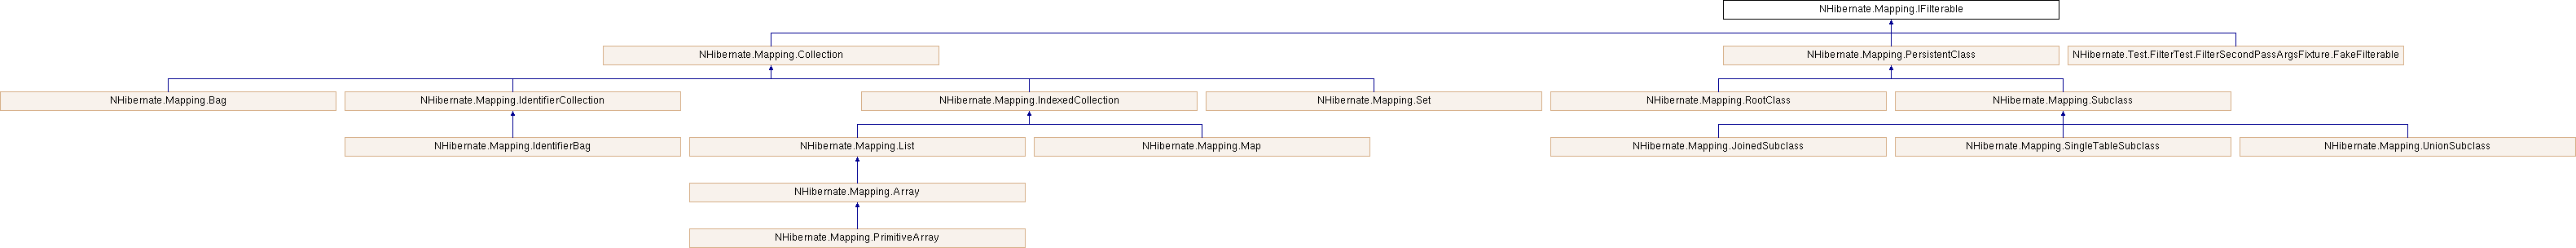 NHibernate.Mapping.IFilterable
NHibernate.Mapping.Collection
NHibernate.Mapping.PersistentClass
NHibernate.Test.FilterTest.FilterSecondPassArgsFixture.FakeFilterable
NHibernate.Mapping.Bag
NHibernate.Mapping.IdentifierCollection
NHibernate.Mapping.IndexedCollection
NHibernate.Mapping.Set
NHibernate.Mapping.RootClass
NHibernate.Mapping.Subclass
NHibernate.Mapping.IdentifierBag
NHibernate.Mapping.List
NHibernate.Mapping.Map
NHibernate.Mapping.JoinedSubclass
NHibernate.Mapping.SingleTableSubclass
NHibernate.Mapping.UnionSubclass
NHibernate.Mapping.Array
NHibernate.Mapping.PrimitiveArray